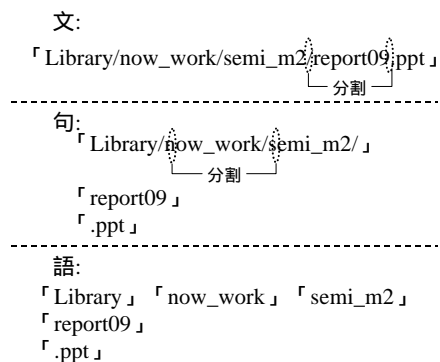 文:
「Library/now_work/semi_m2/report09.ppt」
分割
句:
「Library/now_work/semi_m2/」
分割
「report09」
「.ppt」
語:
「Library」「now_work」「semi_m2」
「report09」
「.ppt」